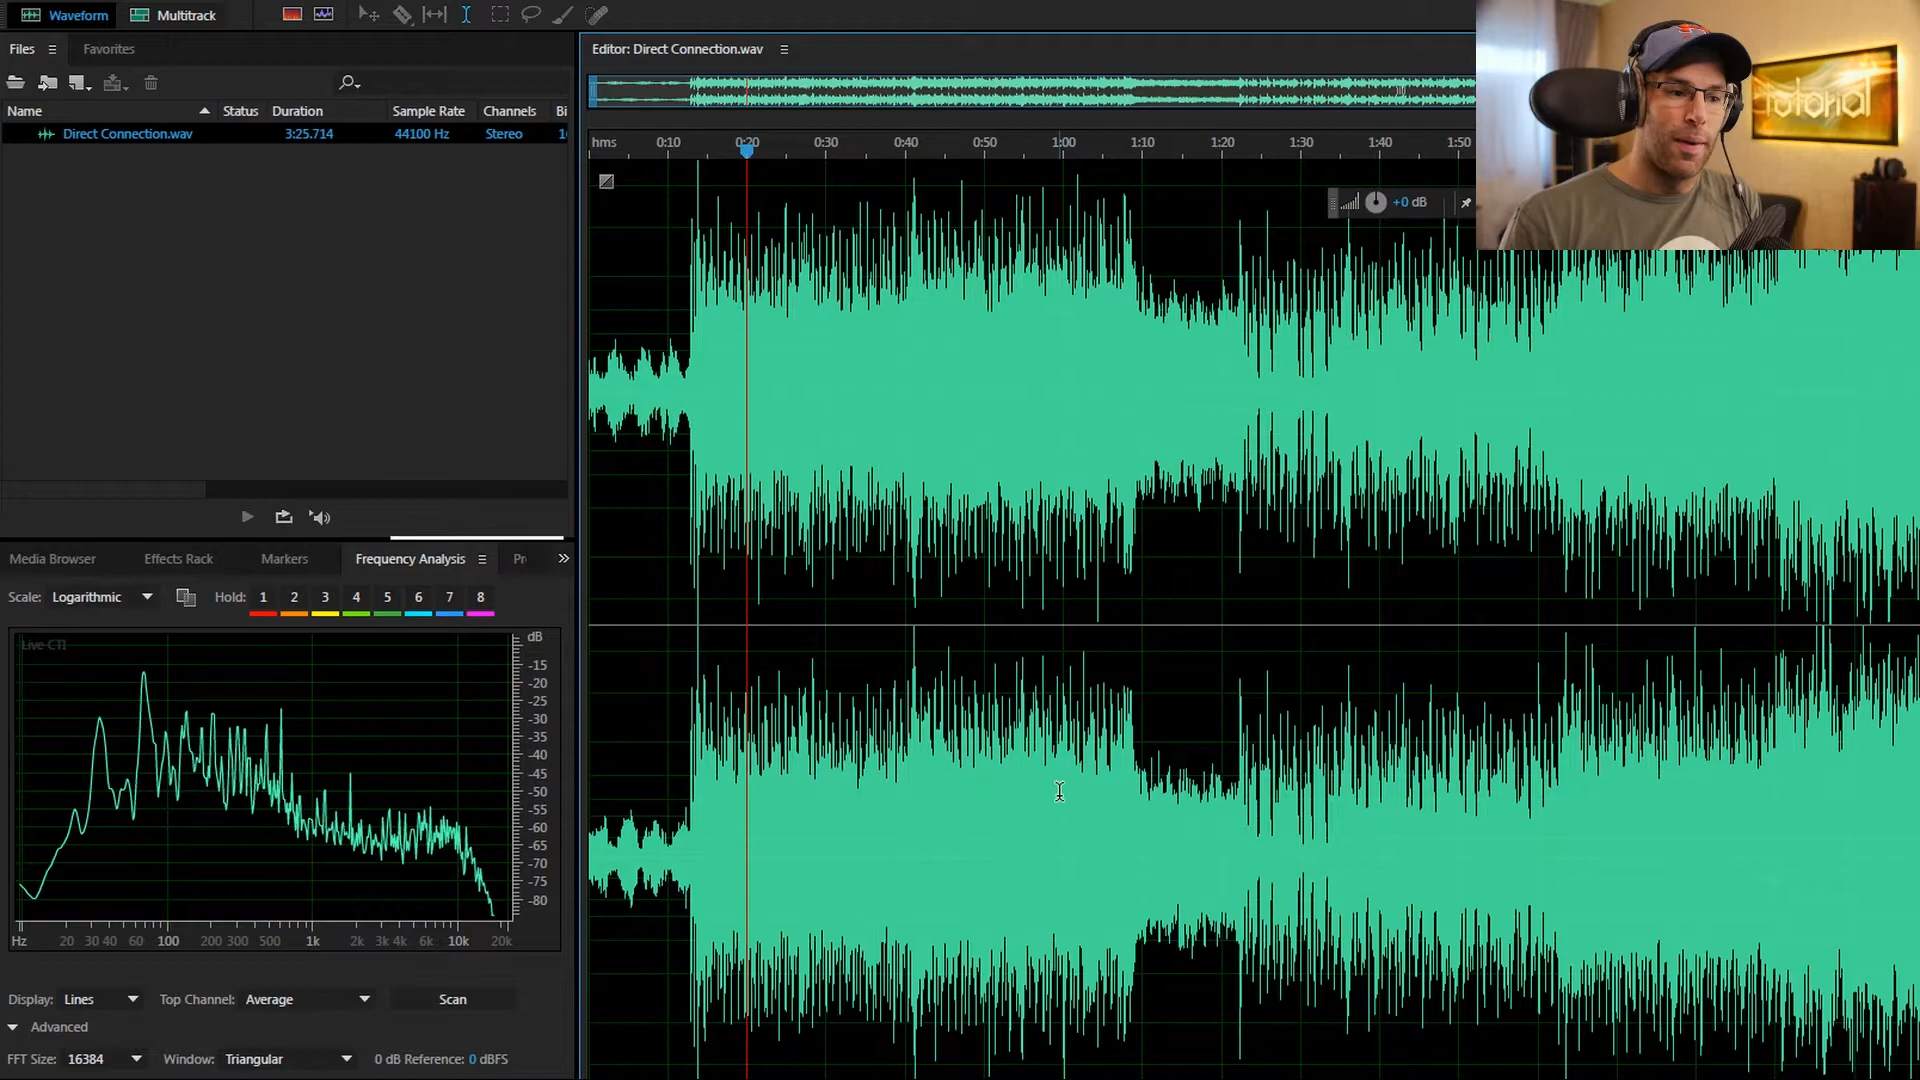 Waveform Multitrack
Files Favorites
Name Status Duration Sample Rate Channels Bi
Direct Connection.wav 3:25.714 44100 Hz Stereo
Media Browser Effects Rack Markers Frequency Analysis Pr
Scale: Logarithmic Hold: 1 2 3 4 5 6 7 8
Live CTI
dB
-15
-20
-25
-30
-35
-40
-45
-50
-55
-60
-65
-70
-75
-80
Hz 20 30 40 60 100 200 300 500 1k 2k 3k 4k 6k 10k 20k
Display: Lines Top Channel: Average Scan
Advanced
FFT Size: 16384 Window: Triangular 0 dB Reference: 0 dBFS
Editor: Direct Connection.wav
hms 0:10 0:20 0:30 0:40 0:50 1:00 1:10 1:20 1:30 1:40 1:50
+0 dB
Tutorial